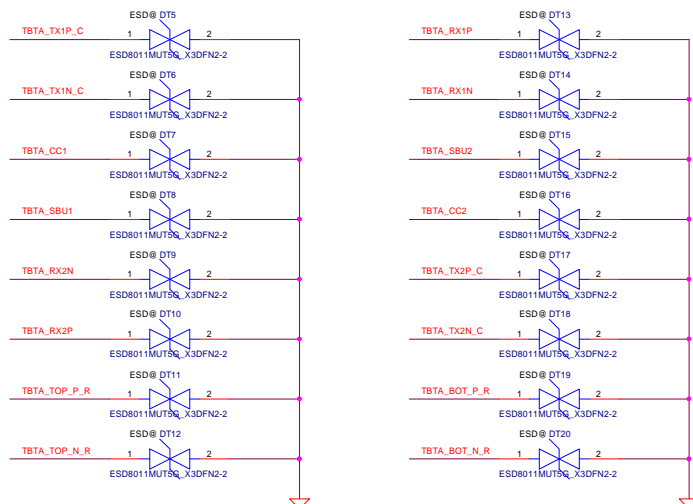 ESD@ DT5
TBTA_TX1P_C 1 2
ESD8011MUT5G_X3DFN2-2
ESD@ DT6
TBTA_TX1N_C 1 2
ESD8011MUT5G_X3DFN2-2
ESD@ DT7
TBTA_CC1 1 2
ESD8011MUT5G_X3DFN2-2
ESD@ DT8
TBTA_SBU1 1 2
ESD8011MUT5G_X3DFN2-2
ESD@ DT9
TBTA_RX2N 1 2
ESD8011MUT5G_X3DFN2-2
ESD@ DT10
TBTA_RX2P 1 2
ESD8011MUT5G_X3DFN2-2
ESD@ DT11
TBTA_TOP_P_R 1 2
ESD8011MUT5G_X3DFN2-2
ESD@ DT12
TBTA_TOP_N_R 1 2
ESD8011MUT5G_X3DFN2-2
ESD@ DT13
TBTA_RX1P 1 2
ESD8011MUT5G_X3DFN2-2
ESD@ DT14
TBTA_RX1N 1 2
ESD8011MUT5G_X3DFN2-2
ESD@ DT15
TBTA_SBU2 1 2
ESD8011MUT5G_X3DFN2-2
ESD@ DT16
TBTA_CC2 1 2
ESD8011MUT5G_X3DFN2-2
ESD@ DT17
TBTA_TX2P_C 1 2
ESD8011MUT5G_X3DFN2-2
ESD@ DT18
TBTA_TX2N_C 1 2
ESD8011MUT5G_X3DFN2-2
ESD@ DT19
TBTA_BOT_P_R 1 2
ESD8011MUT5G_X3DFN2-2
ESD@ DT20
TBTA_BOT_N_R 1 2
ESD8011MUT5G_X3DFN2-2